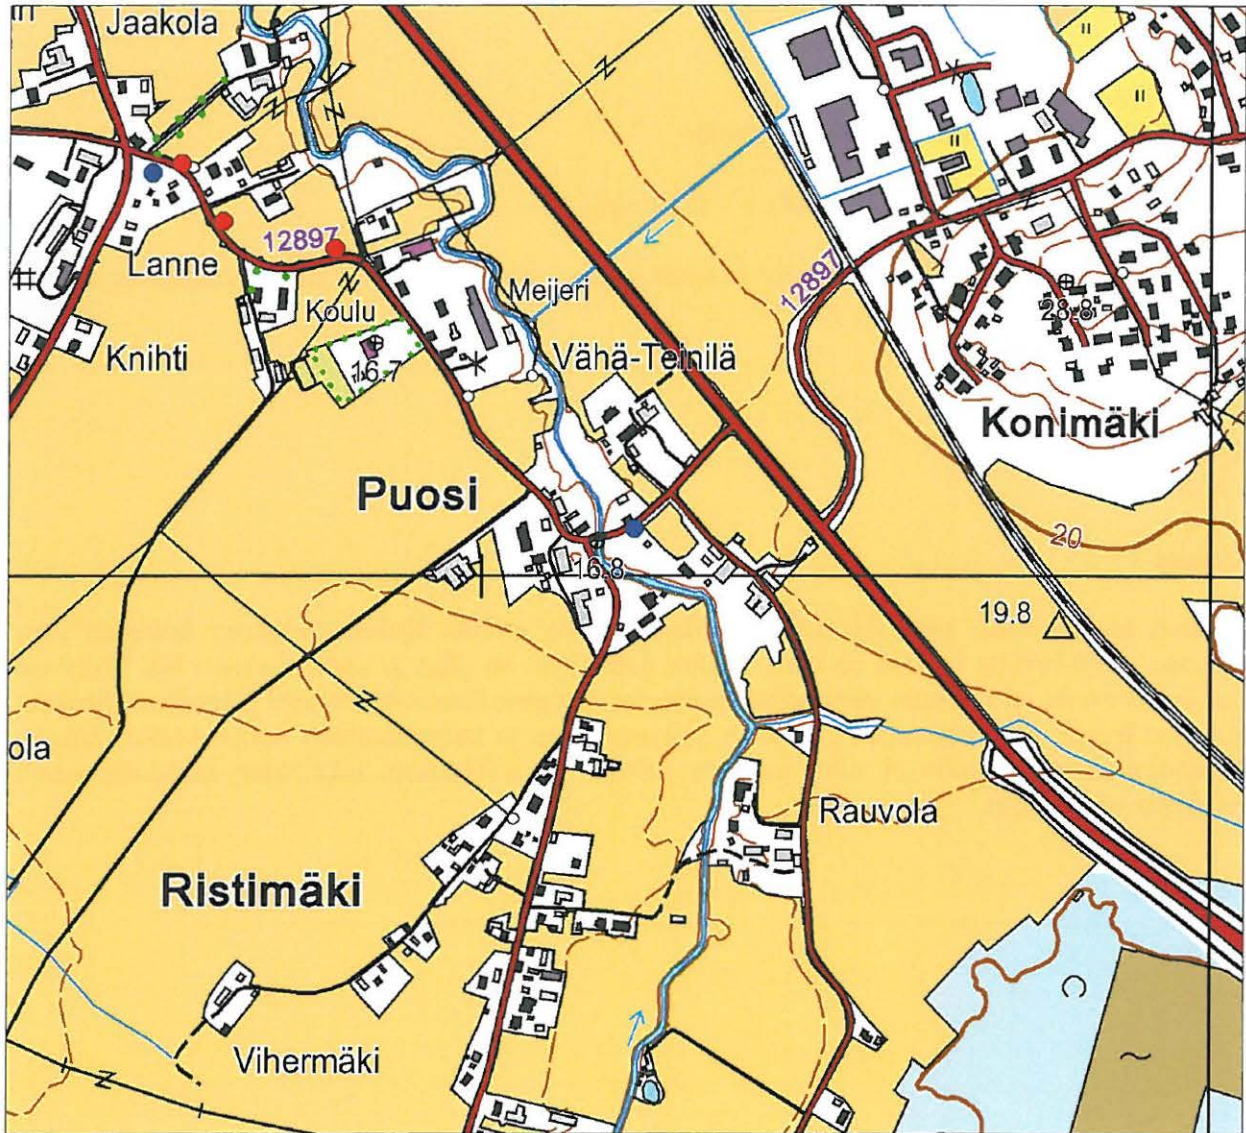 Jaakola
12897
Lanne
Koulu
Meijeri
12897
28.8
Knihti
16.7
Vähä-Teinilä
Konimäki
Puosi
20
16.8
19.8
ola
Rauvola
Ristimäki
Vihermäki